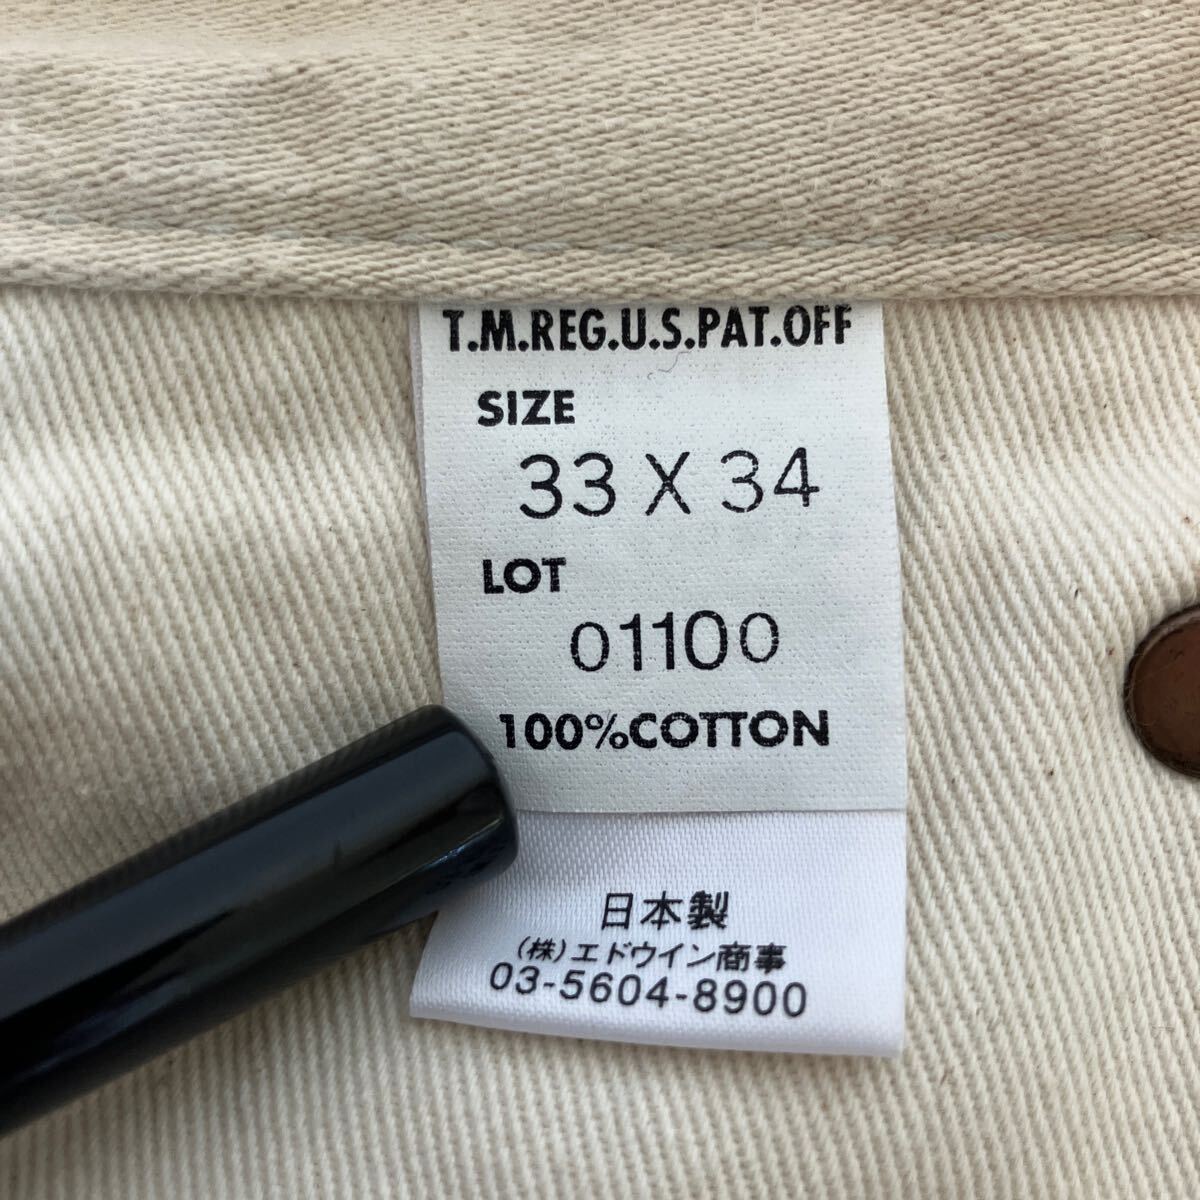 T.M.REG.U.S.PAT.OFF
SIZE
33 X 34
LOT
01100
100%COTTON
日本製
(株)エドウイン商事
03-5604-8900